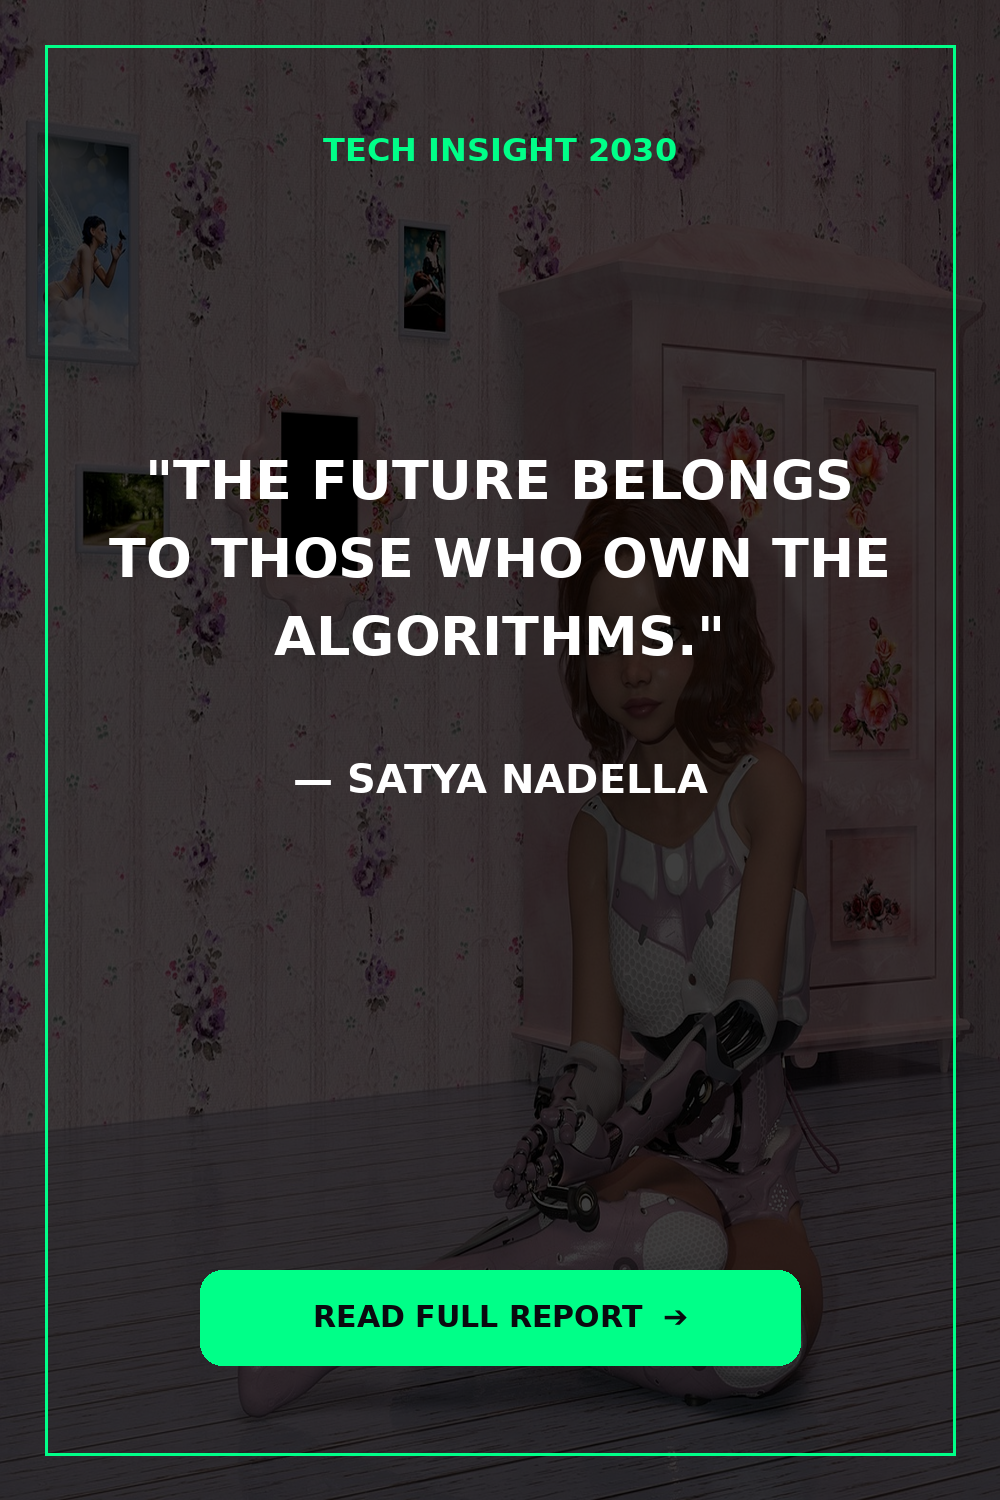 TECH INSIGHT 2030
"THE FUTURE BELONGS
TO THOSE WHO OWN THE
ALGORITHMS."
— SATYA NADELLA
READ FULL REPORT ➔